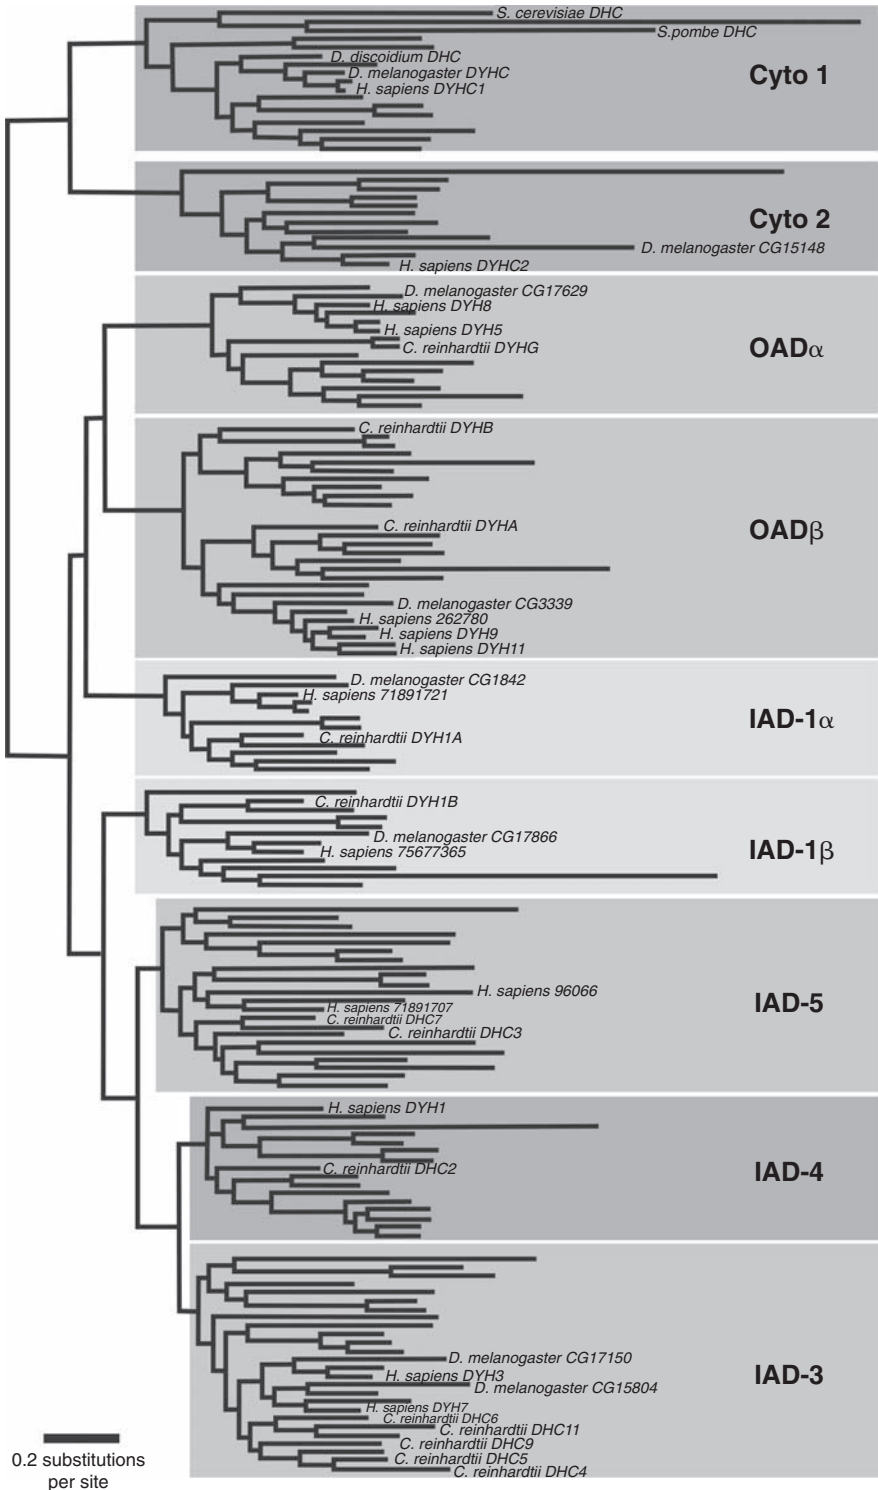 S. cerevisiae DHC
S.pombe DHC
D. discoidium DHC
D. melanogaster DYHC
H. sapiens DYHC1
Cyto 1
Cyto 2
D. melanogaster CG15148
H. sapiens DYHC2
D. melanogaster CG17629
H. sapiens DYH8
H. sapiens DYH5
C. reinhardtii DYHG
OADα
C. reinhardtii DYHB
C. reinhardtii DYHA
OADβ
D. melanogaster CG3339
H. sapiens 262780
H. sapiens DYH9
H. sapiens DYH11
D. melanogaster CG1842
H. sapiens 71891721
IAD-1α
C. reinhardtii DYH1A
C. reinhardtii DYH1B
D. melanogaster CG17866
H. sapiens 75677365
IAD-1β
H. sapiens 96066
IAD-5
H. sapiens 71891707
C. reinhardtii DHC7
C. reinhardtii DHC3
H. sapiens DYH1
C. reinhardtii DHC2
IAD-4
D. melanogaster CG17150
H. sapiens DYH3
IAD-3
D. melanogaster CG15804
H. sapiens DYH7
C. reinhardtii DHC6
C. reinhardtii DHC11
C. reinhardtii DHC9
C. reinhardtii DHC5
C. reinhardtii DHC4
0.2 substitutions
per site